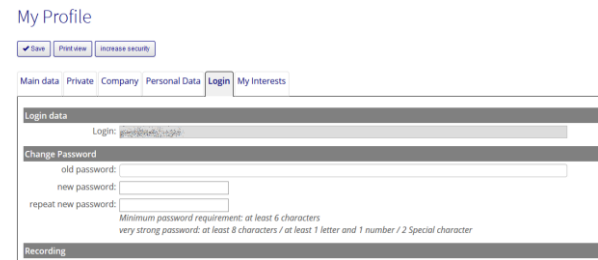 My Profile
Save Print view increase security
Main data Private Company Personal Data Login My Interests
Login data
Login:
Change Password
old password:
new password:
repeat new password:
Minimum password requirement: at least 6 characters
very strong password: at least 8 characters / at least 1 letter and 1 number / 2 Special character
Recording